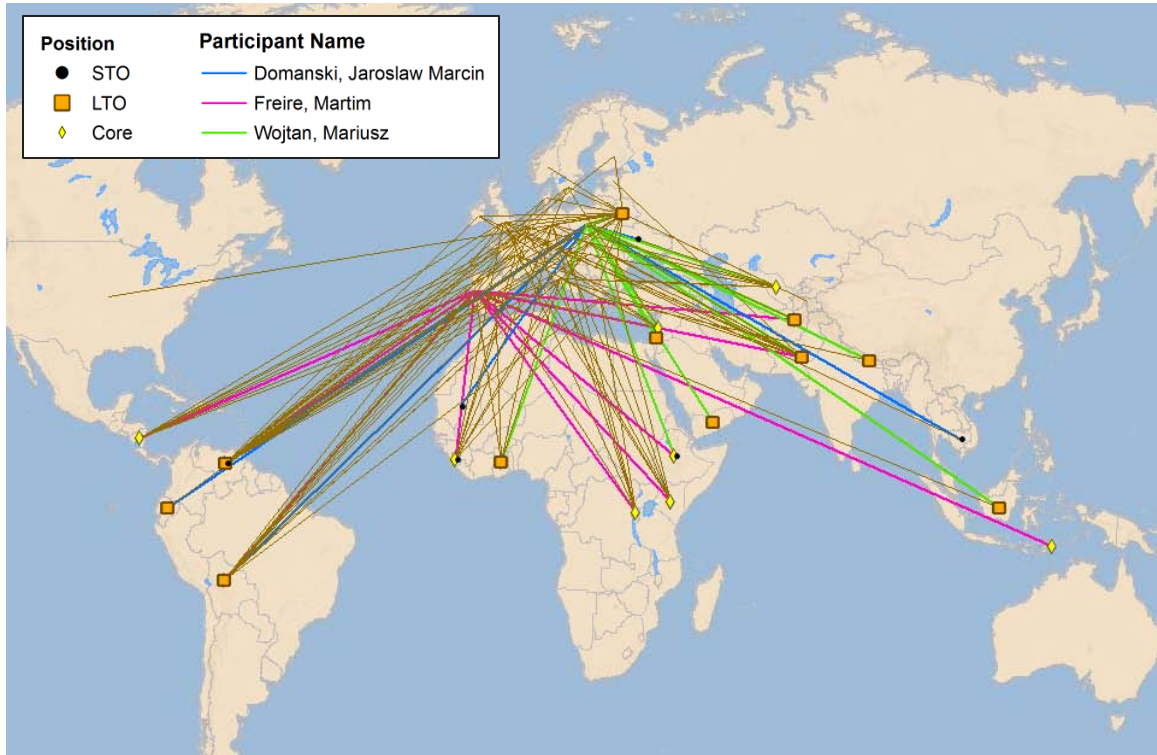 Position
Participant Name
STO
Domanski, Jaroslaw Marcin
LTO
Freire, Martim
Core
Wojtan, Mariusz